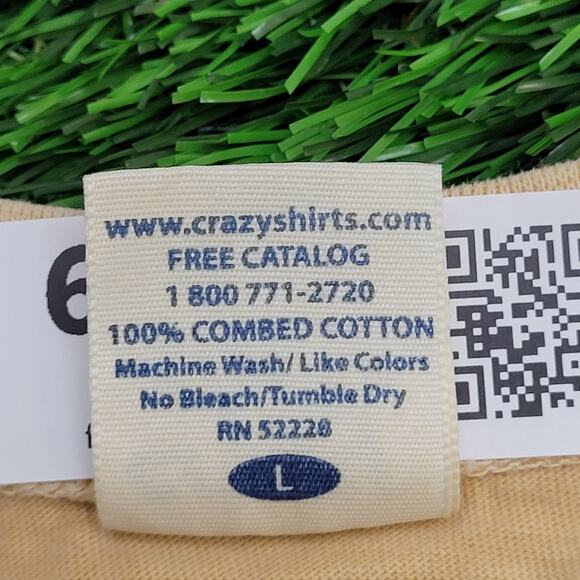 www.crazyshirts.com
FREE CATALOG
1 800 771-2720
100% COMBED COTTON
Machine Wash/ Like Colors
No Bleach/Tumble Dry
RN 52228
L
6